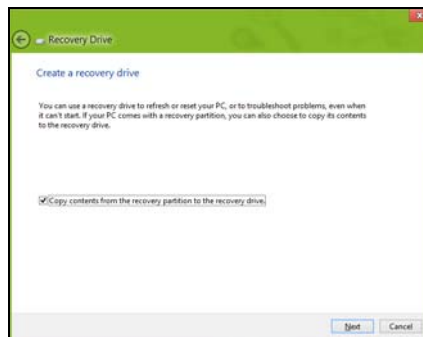 Recovery Drive
Create a recovery drive
You can use a recovery drive to refresh or reset your PC, or to troubleshoot problems, even when
it can't start. If your PC comes with a recovery partition, you can also choose to copy its contents
to the recovery drive.
Copy contents from the recovery partition to the recovery drive.
Next Cancel